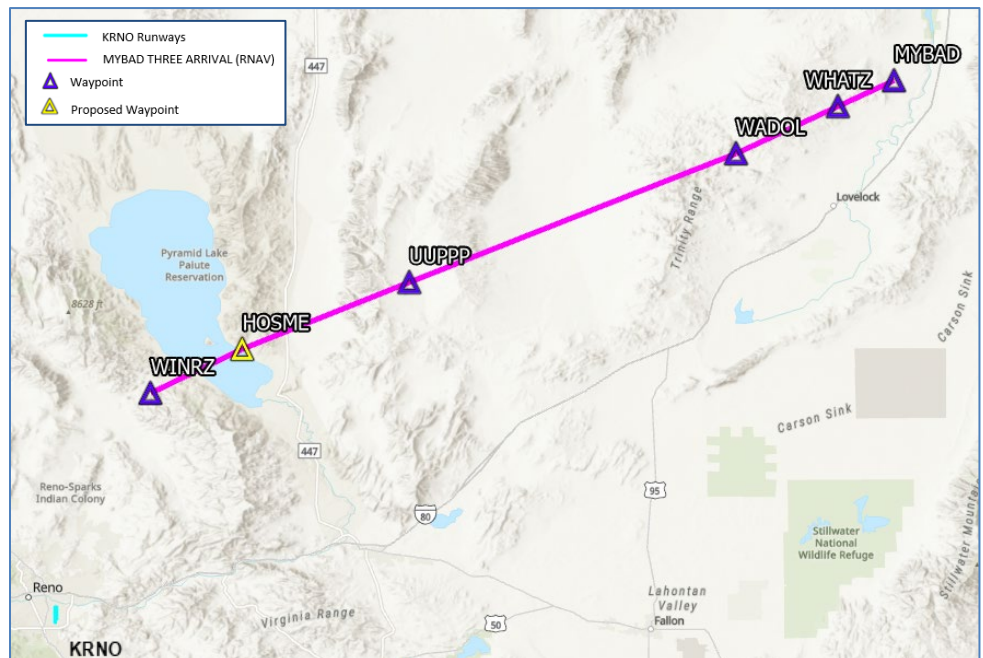 KRNO Runways
MYBAD THREE ARRIVAL (RNAV)
Waypoint
Proposed Waypoint
447
MYBAD
WHATZ
WADOL
Lovelock
Trinity Range
Pyramid Lake
Paiute
Reservation
UUPPP
8628 ft
HOSME
WINRZ
Carson Sink
Carson Sink
447
Reno-Sparks
Indian Colony
95
80
Stillwater
National
Wildlife Refuge
Stillwater Mountai
Reno
Lahontan
Valley
Virginia Range
50
Fallon
KRNO